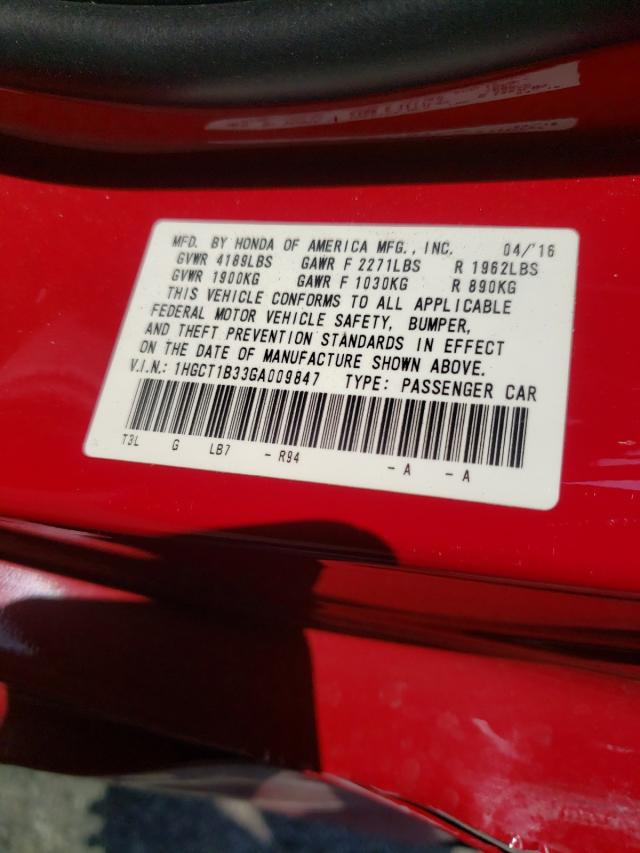 MFD. BY HONDA OF AMERICA MFG., INC. 04/'16
GVWR 4189LBS GAWR F 2271LBS R 1962LBS
GVWR 1900KG GAWR F 1030KG R 890KG
THIS VEHICLE CONFORMS TO ALL APPLICABLE
FEDERAL MOTOR VEHICLE SAFETY, BUMPER,
AND THEFT PREVENTION STANDARDS IN EFFECT
ON THE DATE OF MANUFACTURE SHOWN ABOVE.
V.I.N.: 1HGCT1B33GA009847 TYPE: PASSENGER CAR
T3L G LB7 - R94 - A - A